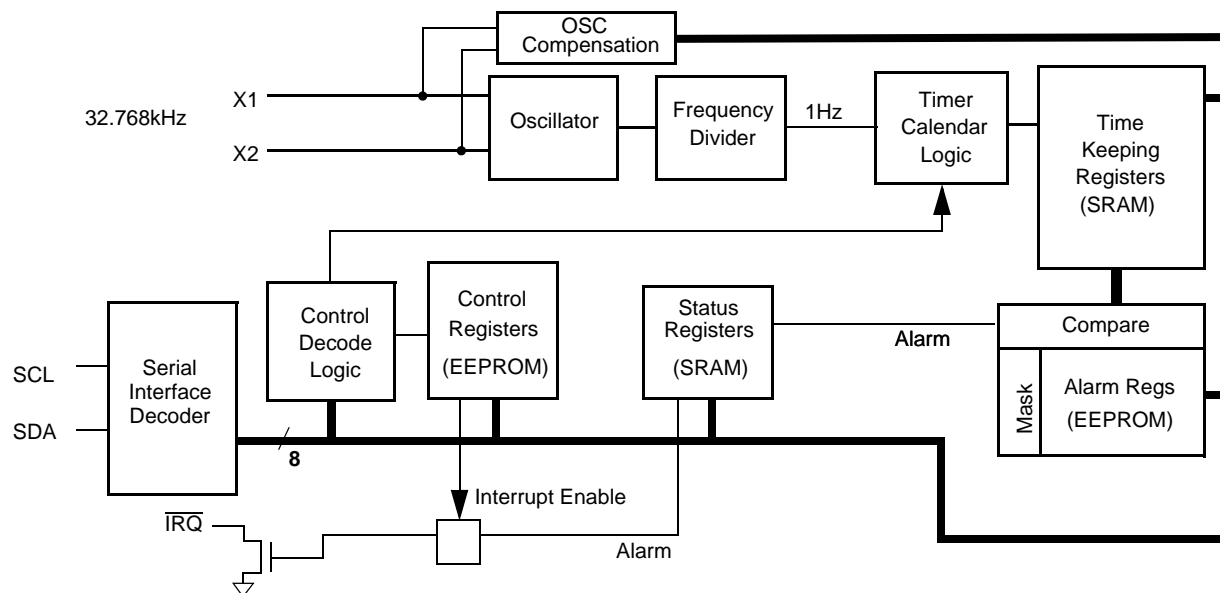 OSC
Compensation
32.768kHz
X1
X2
Oscillator
Frequency
Divider
1Hz
Timer
Calendar
Logic
Time
Keeping
Registers
(SRAM)
SCL
SDA
Serial
Interface
Decoder
Control
Decode
Logic
Control
Registers
(EEPROM)
Status
Registers
(SRAM)
Alarm
Compare
Mask
Alarm Regs
(EEPROM)
8
Interrupt Enable
Alarm
IRQ